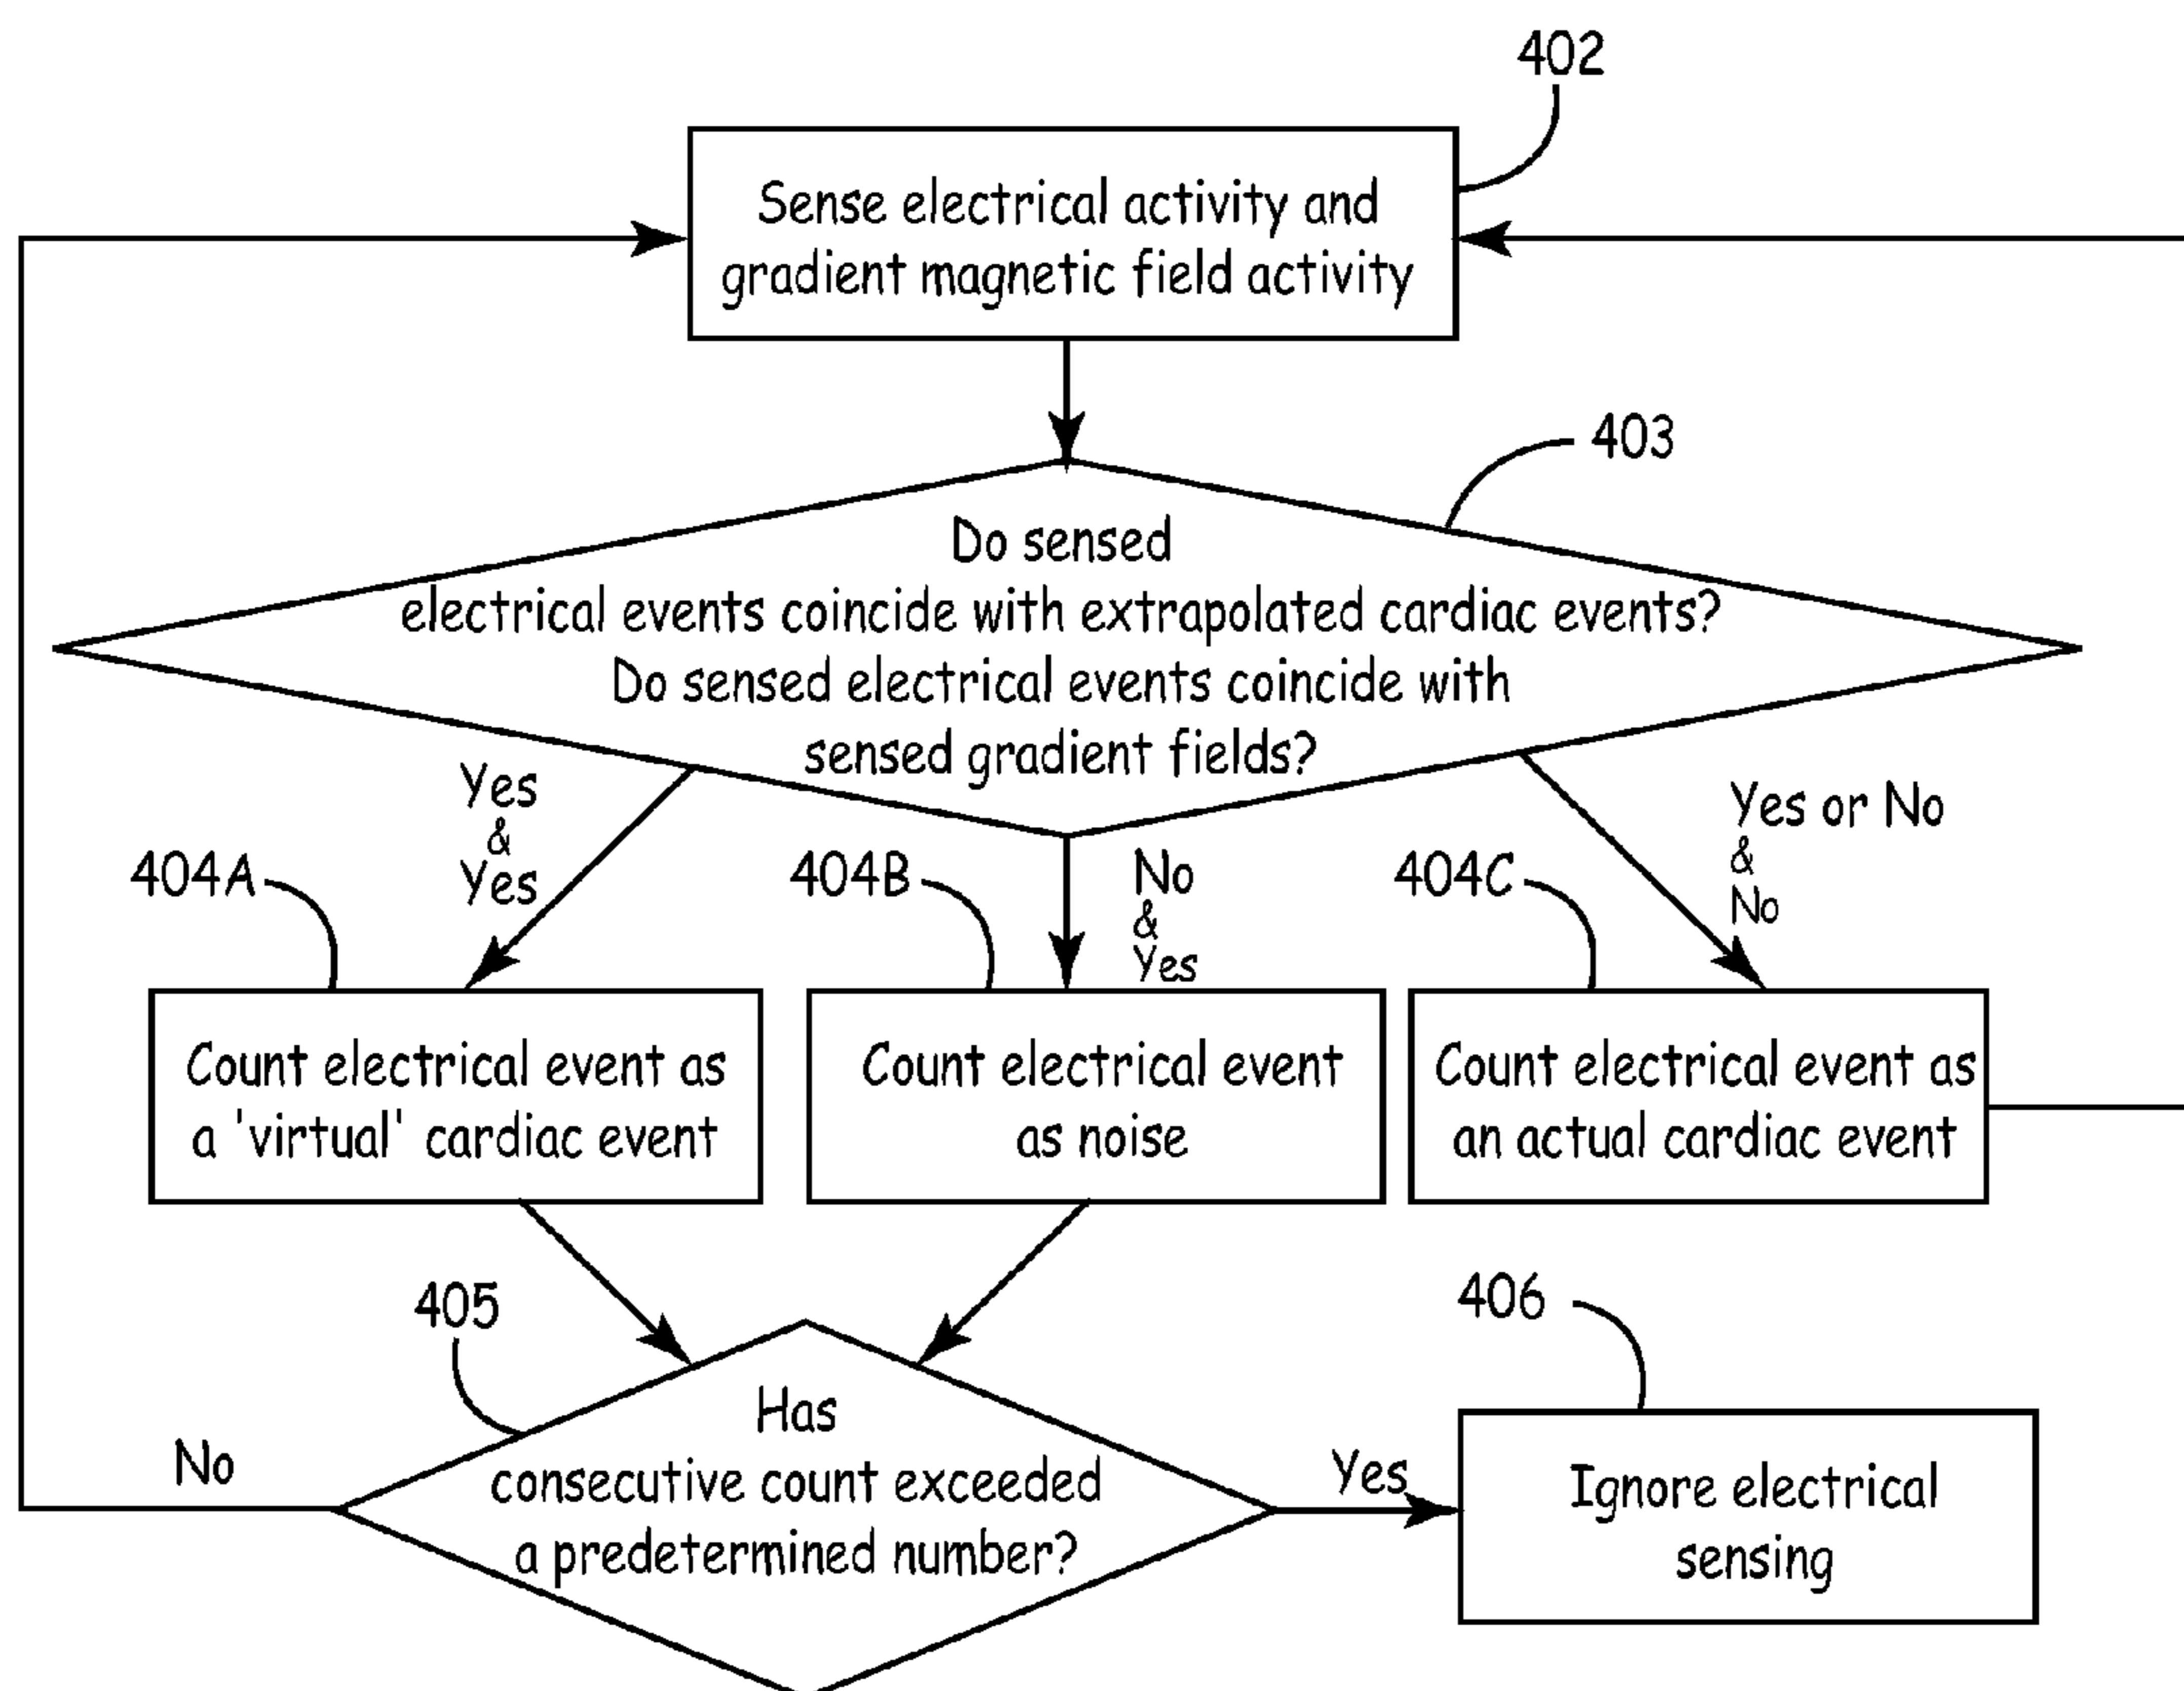 402
Sense electrical activity and
gradient magnetic field activity
403
Do sensed
electrical events coincide with extrapolated cardiac events?
Do sensed electrical events coincide with
sensed gradient fields?
Yes
&
Yes
No
&
Yes
Yes or No
&
No
404A
404B
404C
Count electrical event as
a 'virtual' cardiac event
Count electrical event
as noise
Count electrical event as
an actual cardiac event
405
Has
consecutive count exceeded
a predetermined number?
No
Yes
406
Ignore electrical
sensing